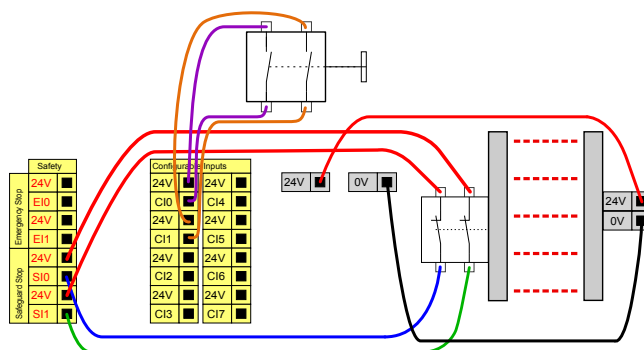 Safety
Emergency Stop
24V
EI0
24V
EI1
Safeguard Stop
24V
SI0
24V
SI1
Configurable Inputs
24V 24V
CI0 CI4
24V 24V
CI1 CI5
24V 24V
CI2 CI6
24V 24V
CI3 CI7
24V 0V
24V
0V